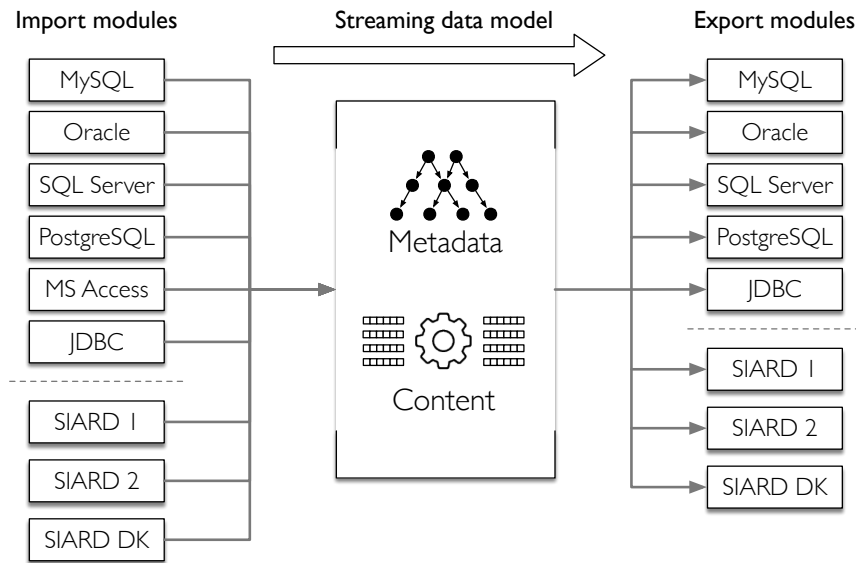 Import modules
Streaming data model
Export modules
MySQL
Oracle
SQL Server
PostgreSQL
MS Access
JDBC
SIARD 1
SIARD 2
SIARD DK
Metadata
Content
MySQL
Oracle
SQL Server
PostgreSQL
JDBC
SIARD 1
SIARD 2
SIARD DK